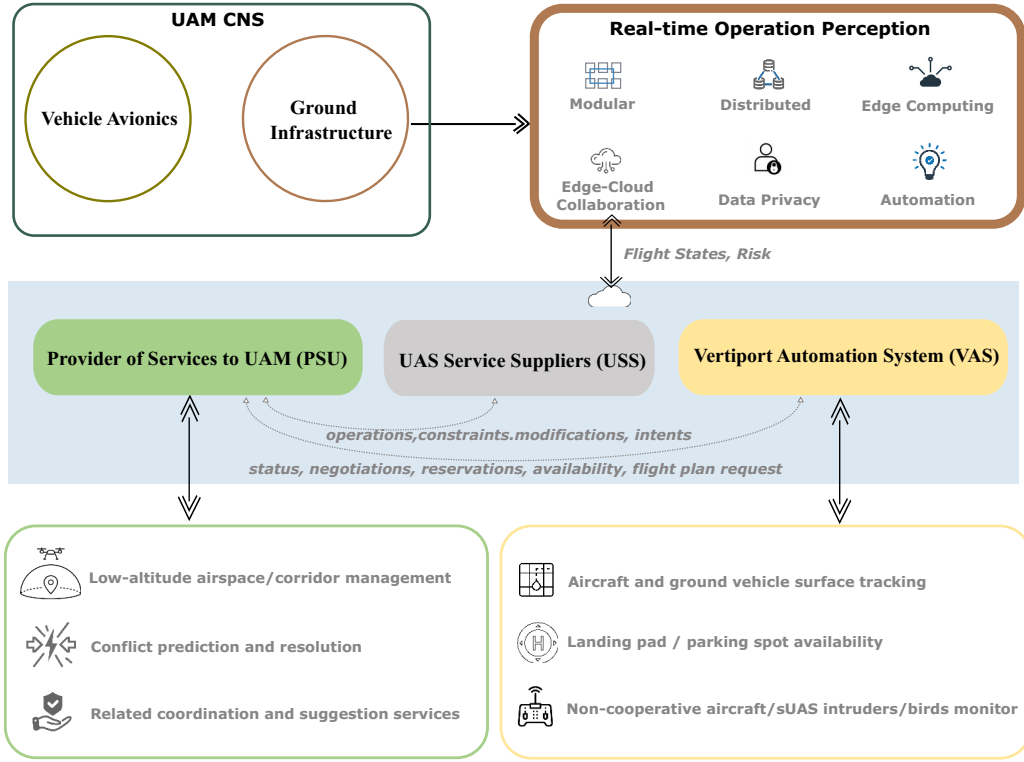 UAM CNS
Vehicle Avionics
Ground
Infrastructure
Real-time Operation Perception
Modular
Distributed
Edge Computing
Edge-Cloud
Collaboration
Data Privacy
Automation
Flight States, Risk
Provider of Services to UAM (PSU)
UAS Service Suppliers (USS)
Vertiport Automation System (VAS)
operations,constraints.modifications, intents
status, negotiations, reservations, availability, flight plan request
Low-altitude airspace/corridor management
Conflict prediction and resolution
Related coordination and suggestion services
Aircraft and ground vehicle surface tracking
H
Landing pad / parking spot availability
Non-cooperative aircraft/sUAS intruders/birds monitor